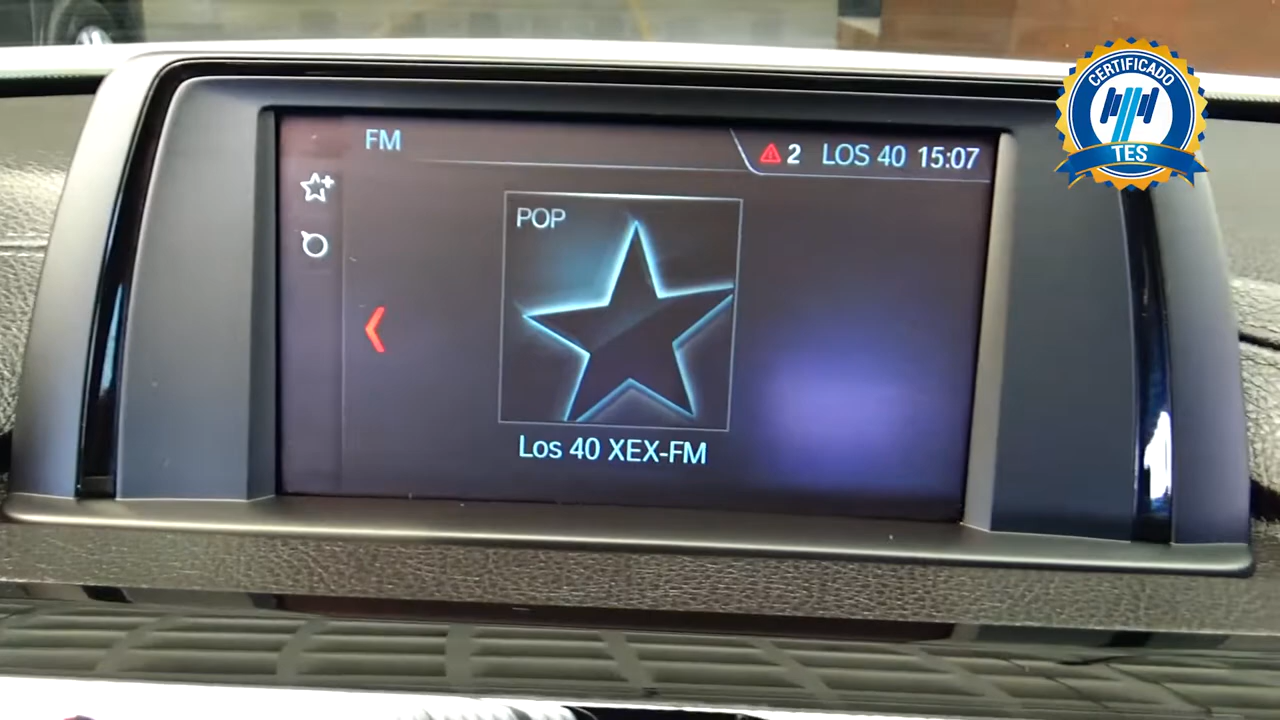 FM
2 LOS 40 15:07
POP
Los 40 XEX-FM
CERTIFICADO
TES